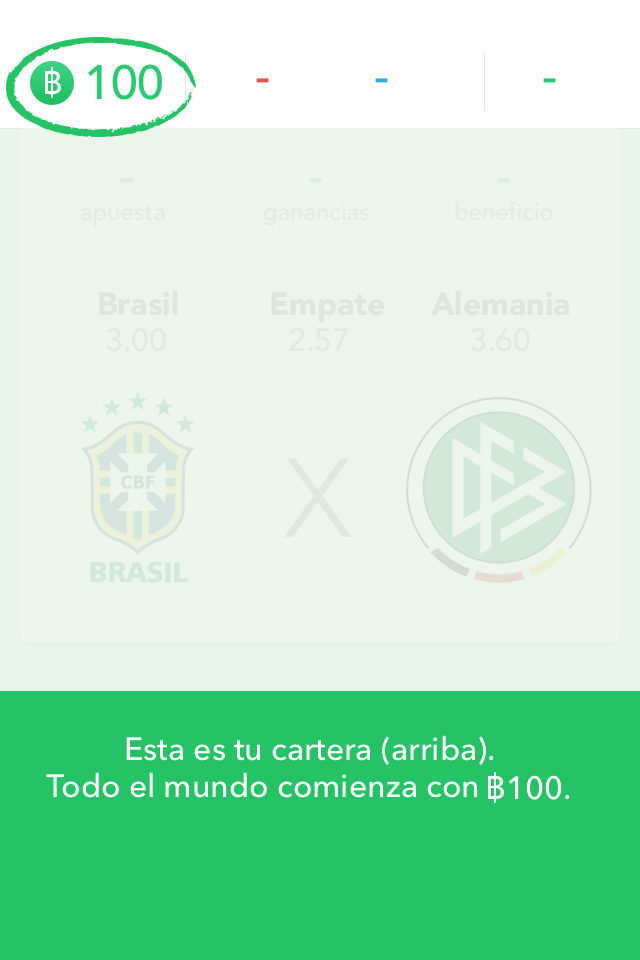 ฿ 100 - - -
- - -
apuesta ganancias beneficio
Brasil Empate Alemania
3.00 2.57 3.60
CBF X
BRASIL
Esta es tu cartera (arriba).
Todo el mundo comienza con ฿100.